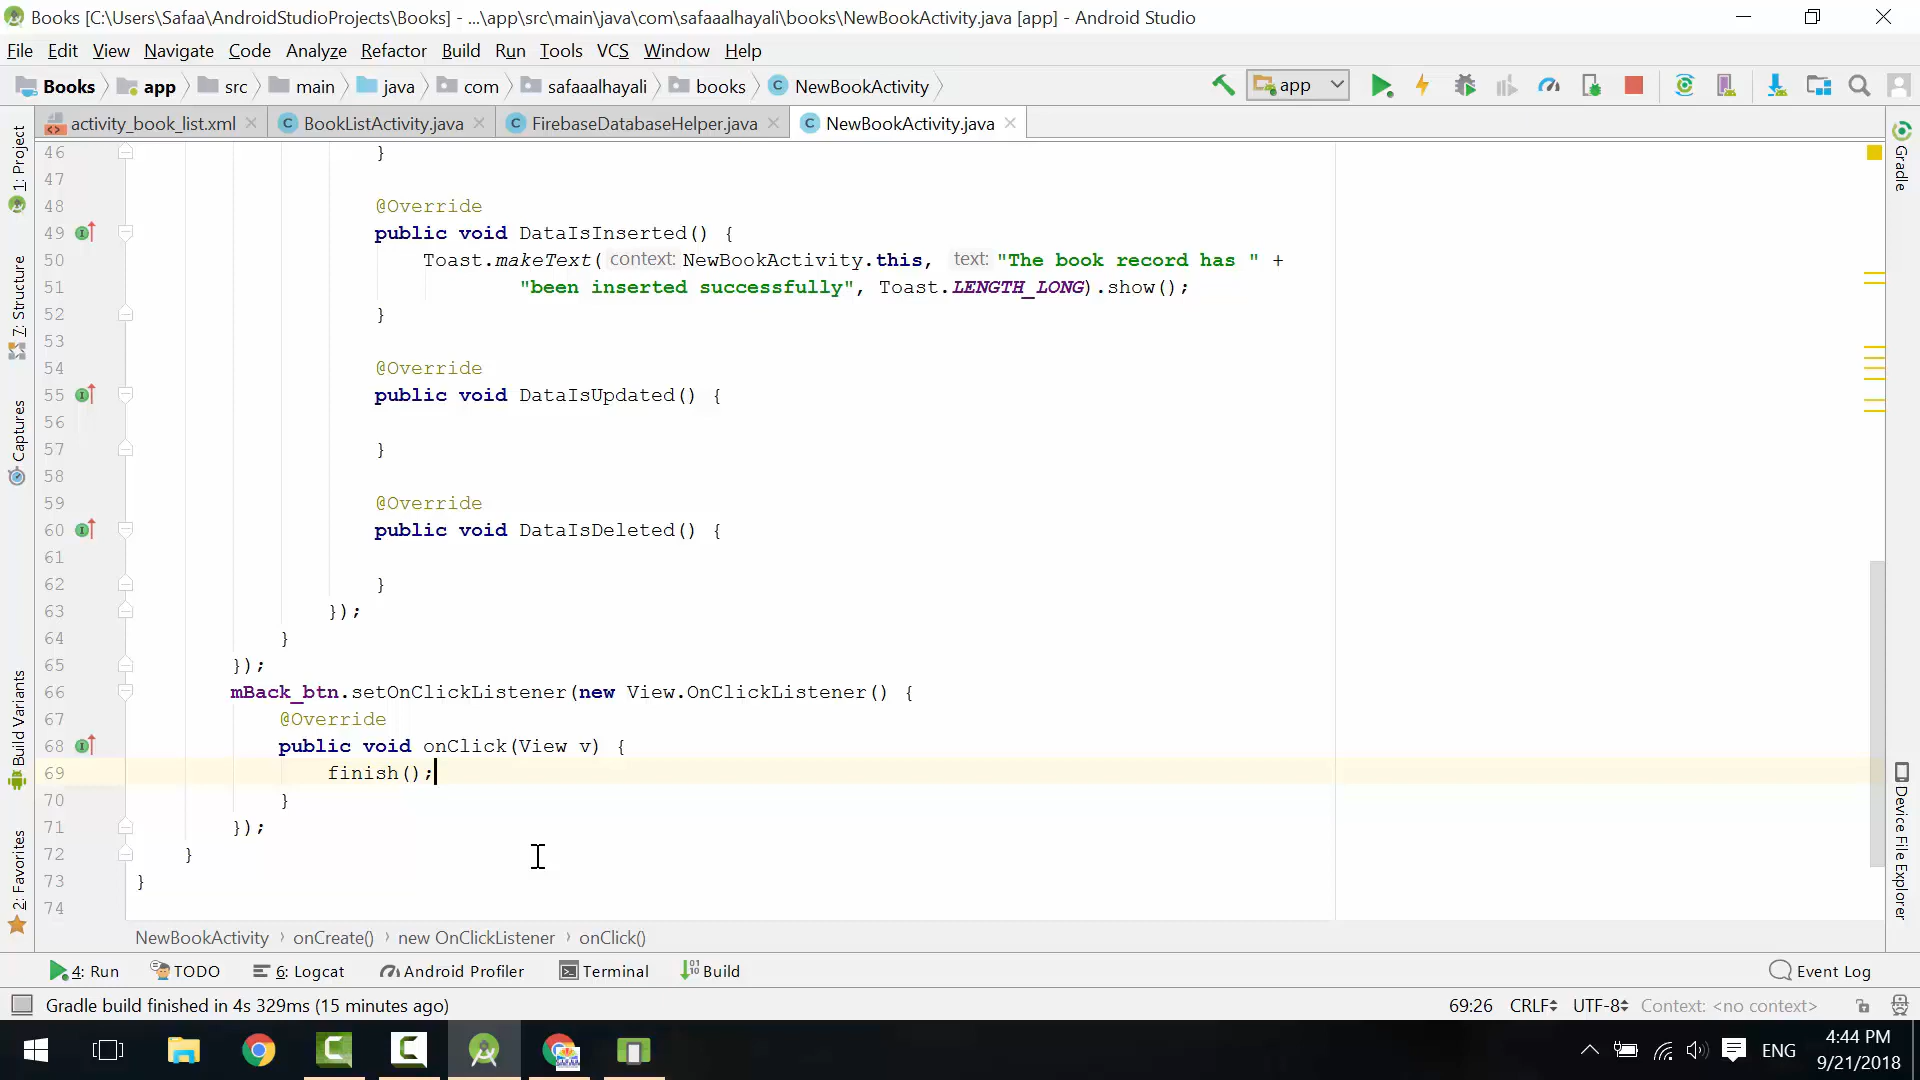 Books [C:\Users\Safaa\AndroidStudioProjects\Books] - ...\app\src\main\java\com\safaaalhayali\books\NewBookActivity.java [app] - Android Studio
File Edit View Navigate Code Analyze Refactor Build Run Tools VCS Window Help
Books app src main java com safaaalhayali books NewBookActivity app
activity_book_list.xml BookListActivity.java FirebaseDatabaseHelper.java NewBookActivity.java
1: Project
7: Structure
Captures
Build Variants
2: Favorites
46 }
47
48 @Override
49 public void DataIsInserted() {
50 Toast.makeText( context: NewBookActivity.this, text: "The book record has " +
51 "been inserted successfully", Toast.LENGTH_LONG).show();
52 }
53
54 @Override
55 public void DataIsUpdated() {
56
57 }
58
59 @Override
60 public void DataIsDeleted() {
61
62 }
63 });
64 }
65 });
66 mBack_btn.setOnClickListener(new View.OnClickListener() {
67 @Override
68 public void onClick(View v) {
69 finish();
70 }
71 });
72 }
73 }
74
Gradle
Device File Explorer
NewBookActivity › onCreate() › new OnClickListener › onClick()
4: Run TODO 6: Logcat Android Profiler Terminal Build Event Log
Gradle build finished in 4s 329ms (15 minutes ago) 69:26 CRLF UTF-8 Context: <no context>
ENG 4:44 PM
9/21/2018